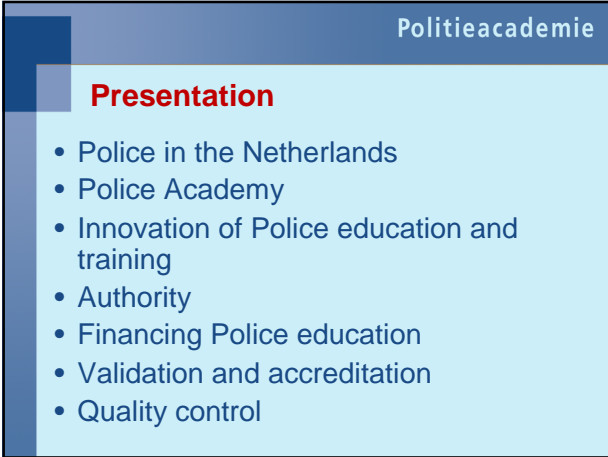 Politieacademie
Presentation
• Police in the Netherlands
• Police Academy
• Innovation of Police education and
training
• Authority
• Financing Police education
• Validation and accreditation
• Quality control